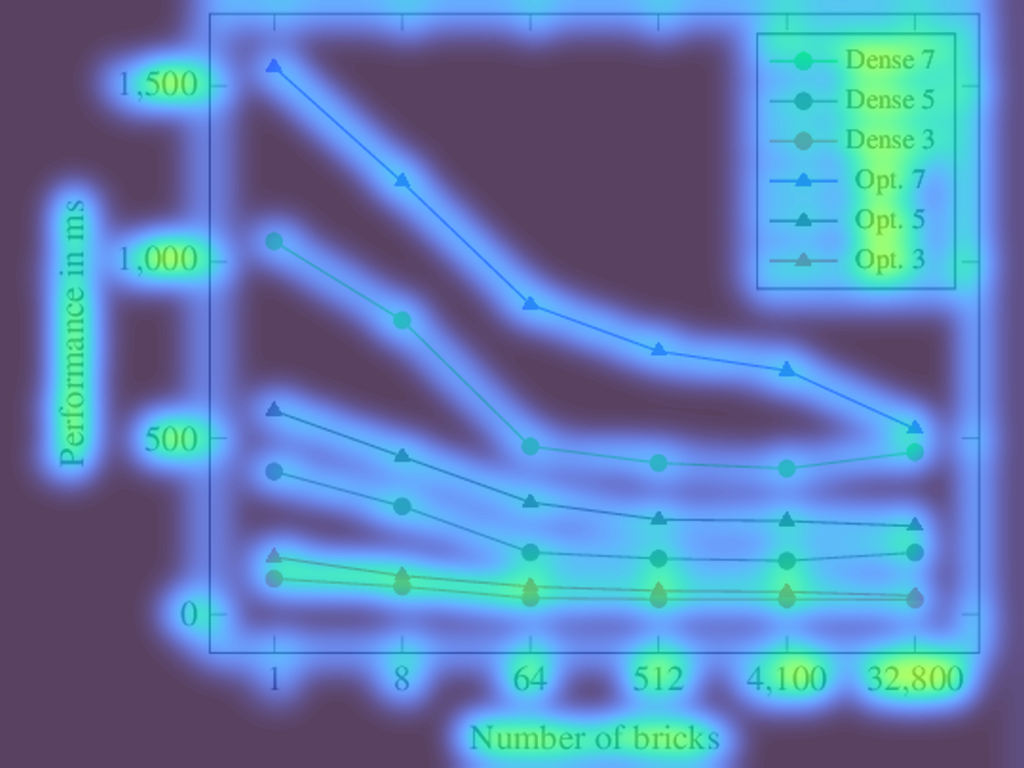 Performance in ms
1,500
1,000
500
0
1 8 64 512 4,100 32,800
Number of bricks
Dense 7
Dense 5
Dense 3
Opt. 7
Opt. 5
Opt. 3